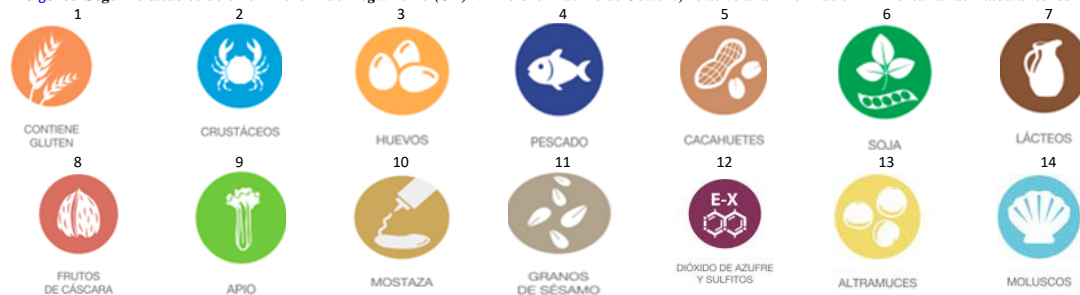 1 2 3 4 5 6 7
CONTIENE
GLUTEN
CRUSTÁCEOS
HUEVOS
PESCADO
CACAHUETES
SOJA
LÁCTEOS
8 9 10 11 12 13 14
E-X
FRUTOS
DE CÁSCARA
APIO
MOSTAZA
GRANOS
DE SÉSAMO
DIÓXIDO DE AZUFRE
Y SULFITOS
ALTRAMUCES
MOLUSCOS